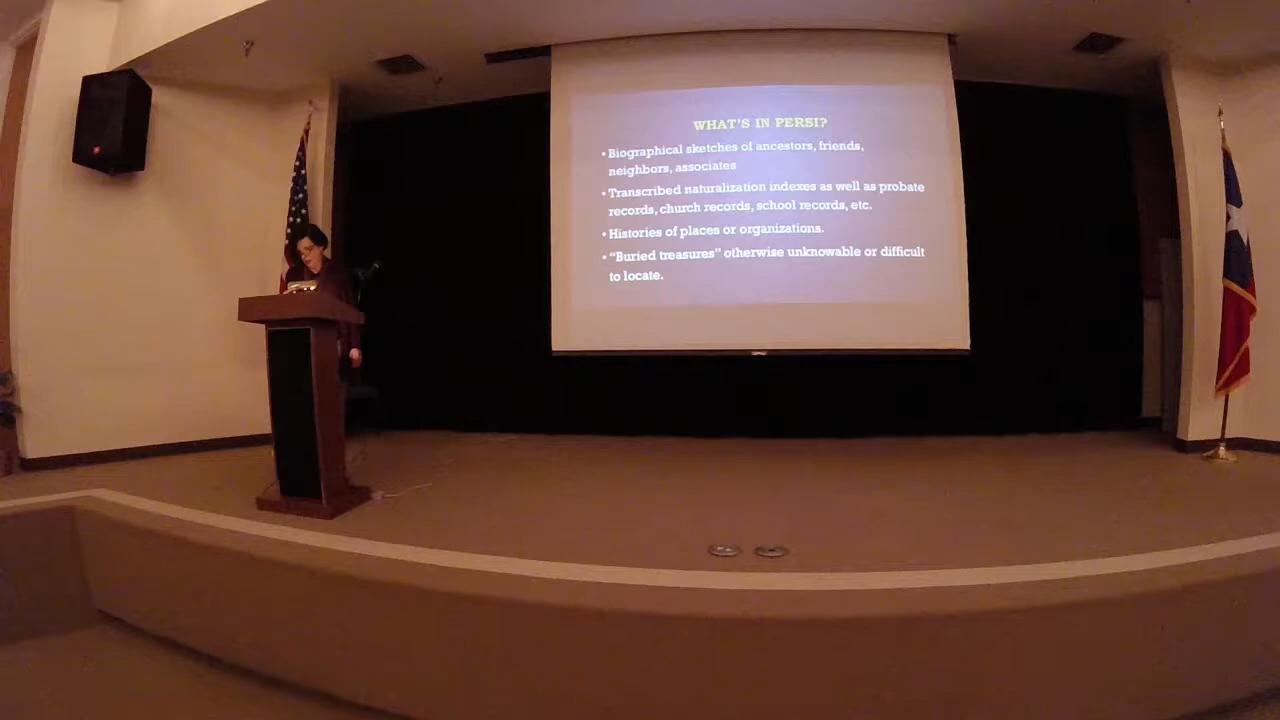 WHAT'S IN PERSI?
• Biographical sketches of ancestors, friends,
neighbors, associates
• Transcribed naturalization indexes as well as probate
records, church records, school records, etc.
• Histories of places or organizations.
• “Buried treasures” otherwise unknowable or difficult
to locate.